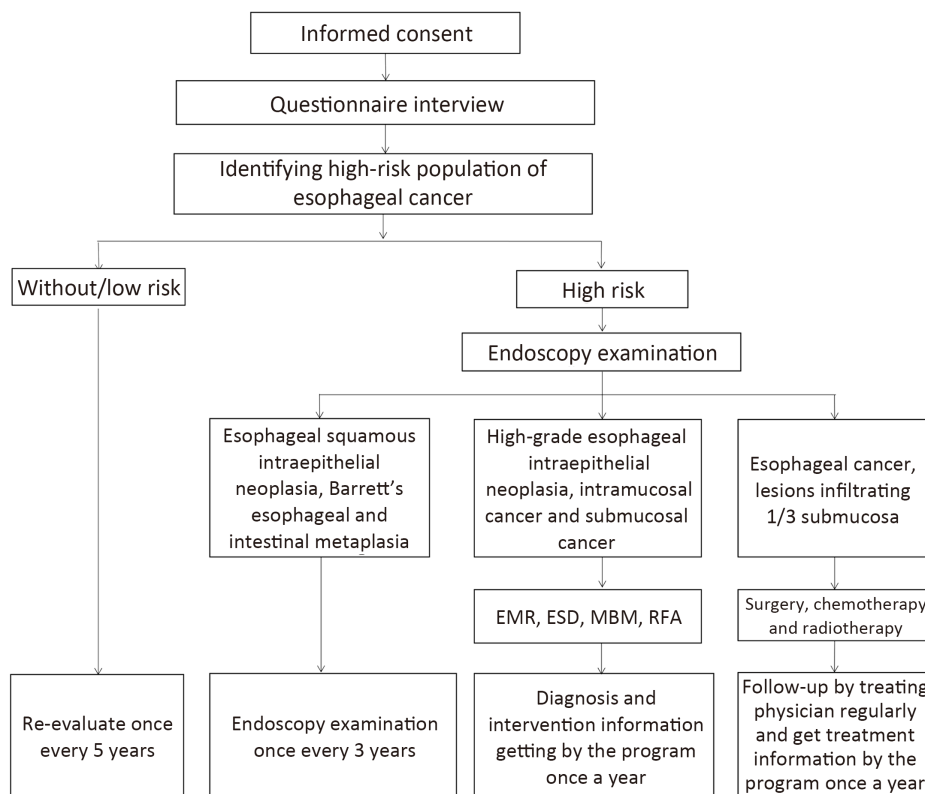 Informed consent
Questionnaire interview
Identifying high-risk population of
esophageal cancer
Without/low risk
High risk
Endoscopy examination
Esophageal squamous
intraepithelial
neoplasia, Barrett’s
esophageal and
intestinal metaplasia
High-grade esophageal
intraepithelial
neoplasia, intramucosal
cancer and submucosal
cancer
Esophageal cancer,
lesions infiltrating
1/3 submucosa
EMR, ESD, MBM, RFA
Surgery, chemotherapy
and radiotherapy
Re-evaluate once
every 5 years
Endoscopy examination
once every 3 years
Diagnosis and
intervention information
getting by the program
once a year
Follow-up by treating
physician regularly
and get treatment
information by the
program once a year